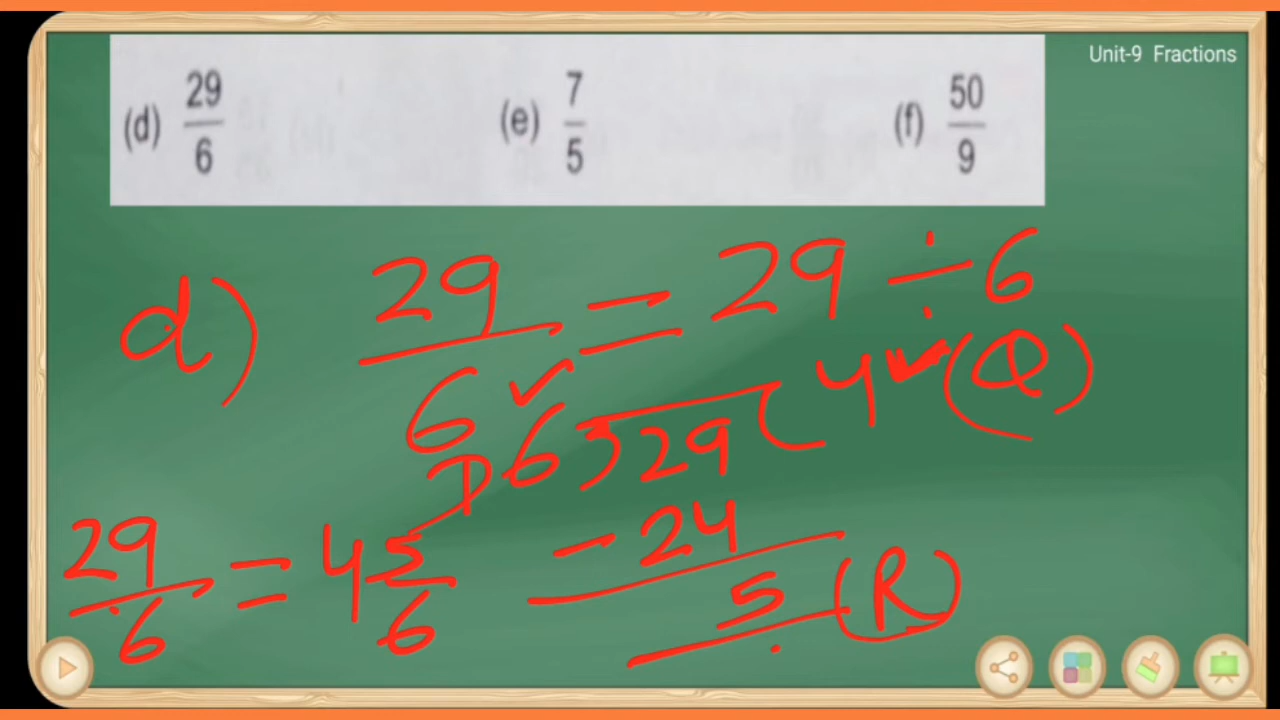 Unit-9 Fractions
(d) 29/6 (e) 7/5 (f) 50/9
d) 29/6 = 29 ÷ 6
D 6)29(4 (Q)
- 24
5 (R)
29/6 = 4 5/6